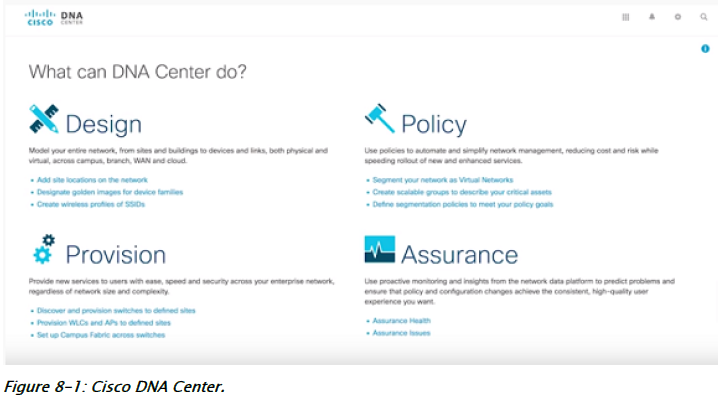 CISCO DNA CENTER
What can DNA Center do?
Design
Model your entire network, from sites and buildings to devices and links, both physical and
virtual, across campus, branch, WAN and cloud.
Add site locations on the network
Designate golden images for device families
Create wireless profiles of SSIDs
Policy
Use policies to automate and simplify network management, reducing cost and risk while
speeding rollout of new and enhanced services.
Segment your network as Virtual Networks
Create scalable groups to describe your critical assets
Define segmentation policies to meet your policy goals
Provision
Provide new services to users with ease, speed and security across your enterprise network,
regardless of network size and complexity.
Discover and provision switches to defined sites
Provision WLCs and APs to defined sites
Set up Campus Fabric across switches
Assurance
Use proactive monitoring and insights from the network data platform to predict problems and
ensure that policy and configuration changes achieve the consistent, high-quality user
experience you want.
Assurance Health
Assurance Issues
Figure 8-1: Cisco DNA Center.